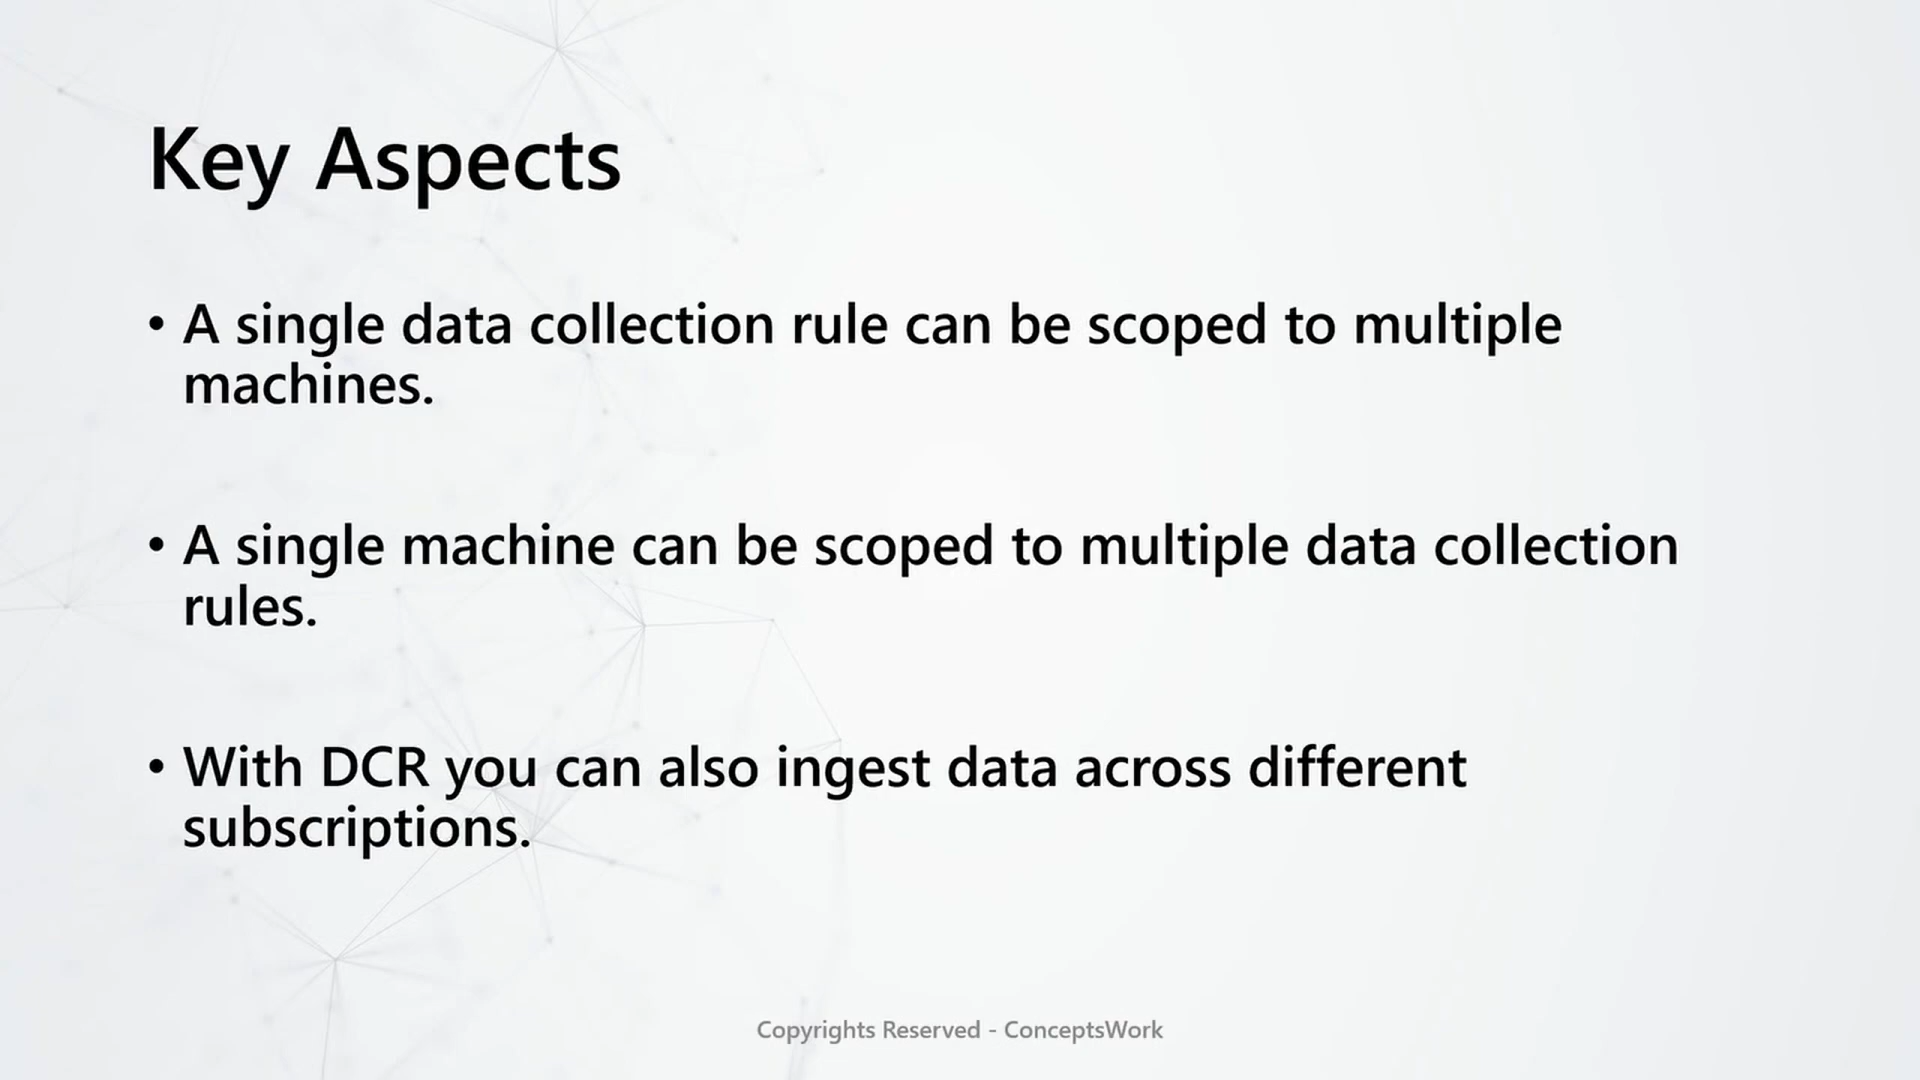 Key Aspects
• A single data collection rule can be scoped to multiple
machines.
• A single machine can be scoped to multiple data collection
rules.
• With DCR you can also ingest data across different
subscriptions.
Copyrights Reserved - ConceptsWork